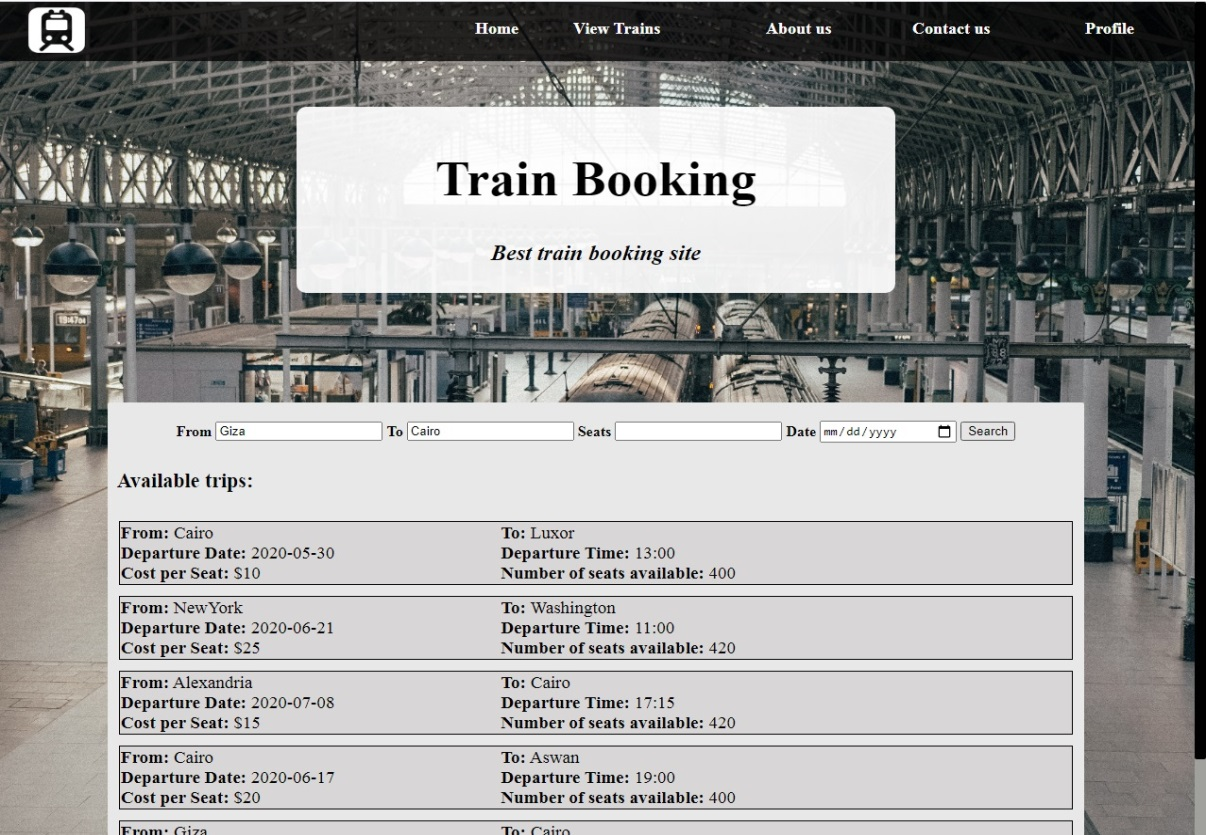 Home View Trains About us Contact us Profile
Train Booking
Best train booking site
From Giza To Cairo Seats Date mm/dd/yyyy Search
Available trips:
From: Cairo To: Luxor
Departure Date: 2020-05-30 Departure Time: 13:00
Cost per Seat: $10 Number of seats available: 400
From: NewYork To: Washington
Departure Date: 2020-06-21 Departure Time: 11:00
Cost per Seat: $25 Number of seats available: 420
From: Alexandria To: Cairo
Departure Date: 2020-07-08 Departure Time: 17:15
Cost per Seat: $15 Number of seats available: 420
From: Cairo To: Aswan
Departure Date: 2020-06-17 Departure Time: 19:00
Cost per Seat: $20 Number of seats available: 400
From: Giza To: Cairo